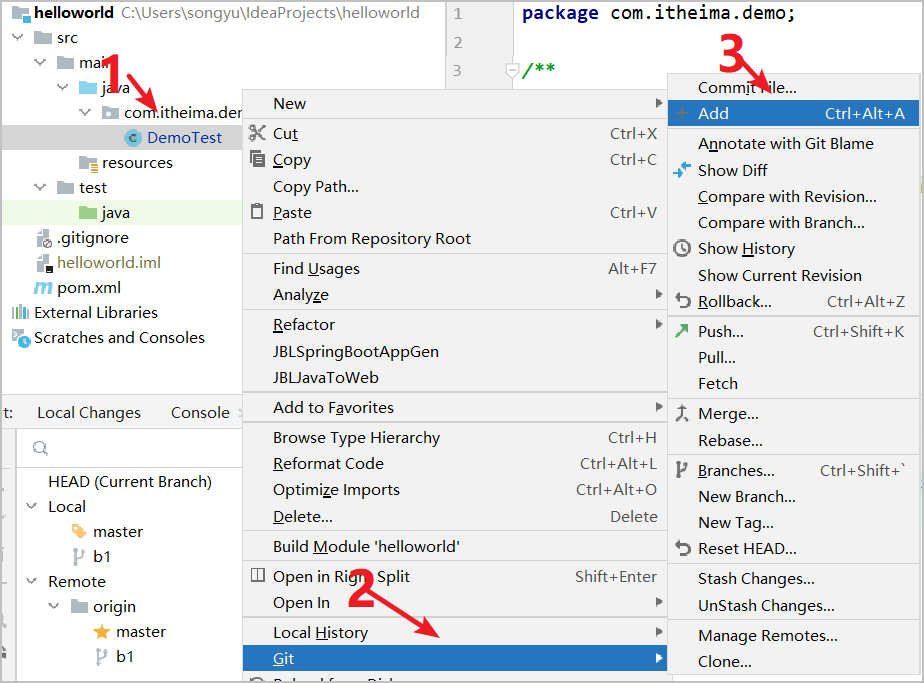 helloworld C:\Users\songyu\IdeaProjects\helloworld
src
main
java
com.itheima.dem
DemoTest
resources
test
java
.gitignore
helloworld.iml
pom.xml
External Libraries
Scratches and Consoles
t: Local Changes Console
HEAD (Current Branch)
Local
master
b1
Remote
origin
master
b1
1
package com.itheima.demo;
2
3
/**
1
2
3
New
Cut Ctrl+X
Copy Ctrl+C
Copy Path...
Paste Ctrl+V
Path From Repository Root
Find Usages Alt+F7
Analyze
Refactor
JBLSpringBootAppGen
JBLJavaToWeb
Add to Favorites
Browse Type Hierarchy Ctrl+H
Reformat Code Ctrl+Alt+L
Optimize Imports Ctrl+Alt+O
Delete... Delete
Build Module 'helloworld'
Open in Right Split Shift+Enter
Open In
Local History
Git
Commit File...
Add Ctrl+Alt+A
Annotate with Git Blame
Show Diff
Compare with Revision...
Compare with Branch...
Show History
Show Current Revision
Rollback... Ctrl+Alt+Z
Push... Ctrl+Shift+K
Pull...
Fetch
Merge...
Rebase...
Branches... Ctrl+Shift+`
New Branch...
New Tag...
Reset HEAD...
Stash Changes...
UnStash Changes...
Manage Remotes...
Clone...